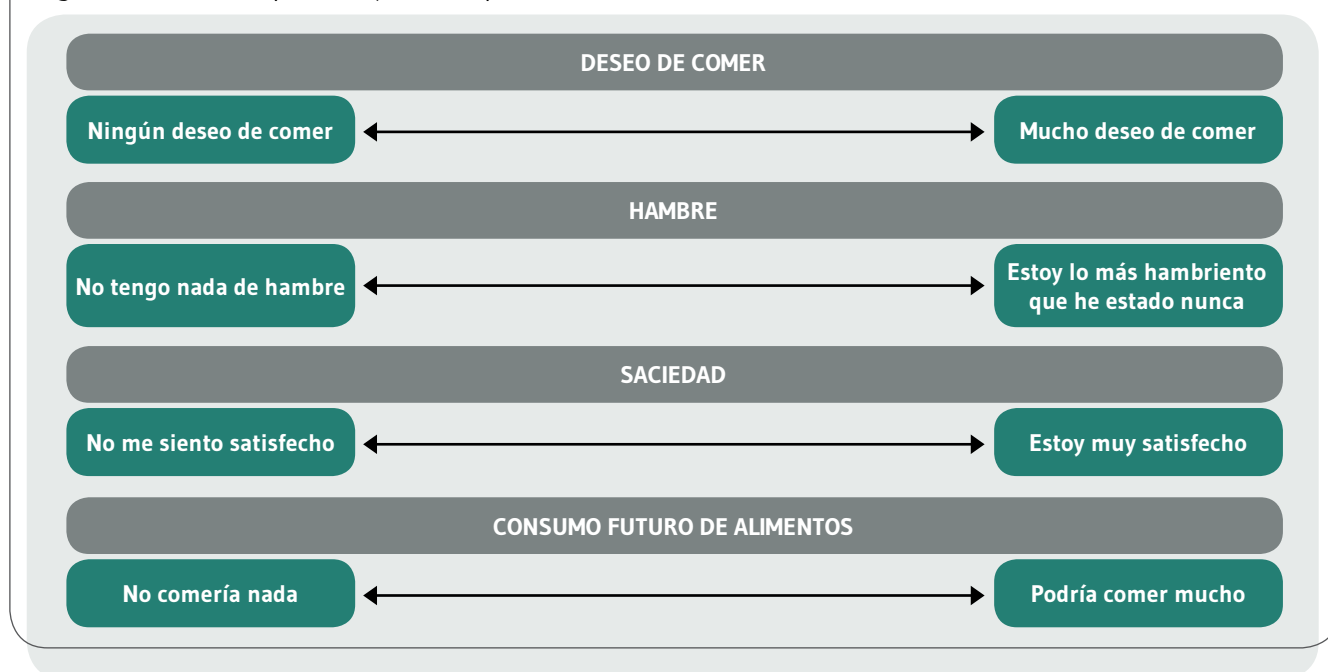 DESEO DE COMER
Ningún deseo de comer
Mucho deseo de comer
HAMBRE
No tengo nada de hambre
Estoy lo más hambriento
que he estado nunca
SACIEDAD
No me siento satisfecho
Estoy muy satisfecho
CONSUMO FUTURO DE ALIMENTOS
No comería nada
Podría comer mucho